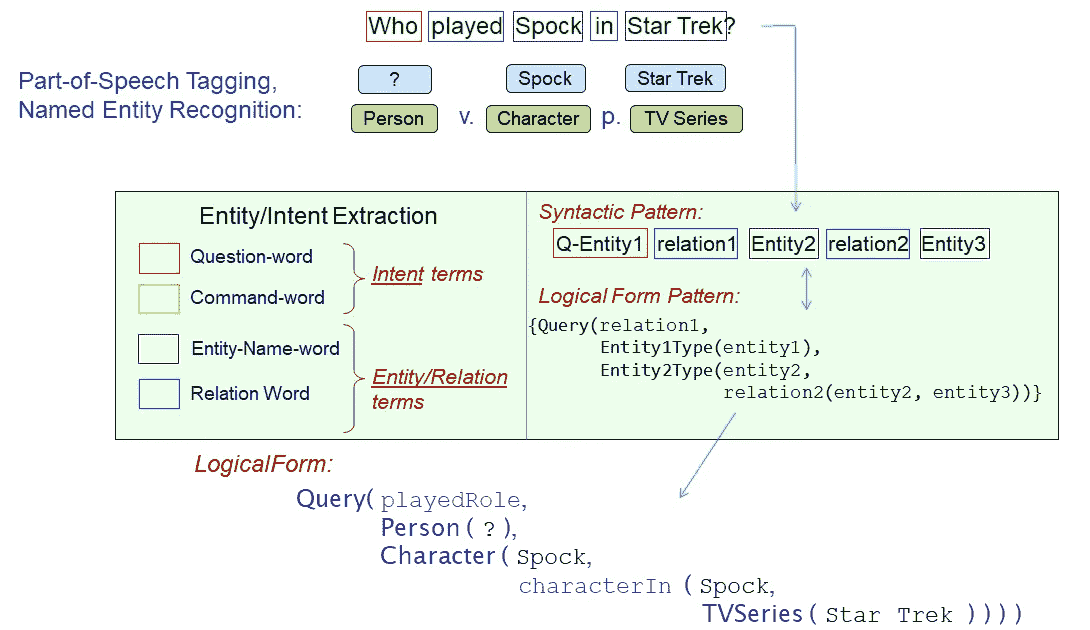 Who played Spock in Star Trek?
Part-of-Speech Tagging,
Named Entity Recognition:
? Spock Star Trek
Person v. Character p. TV Series
Entity/Intent Extraction
Question-word
Command-word
Intent terms
Entity-Name-word
Relation Word
Entity/Relation
terms
Syntactic Pattern:
Q-Entity1 relation1 Entity2 relation2 Entity3
Logical Form Pattern:
{Query(relation1,
Entity1Type(entity1),
Entity2Type(entity2,
relation2(entity2, entity3))}
LogicalForm:
Query( playedRole,
Person ( ? ),
Character ( Spock,
characterIn ( Spock,
TVSeries ( Star Trek ) ) ) )